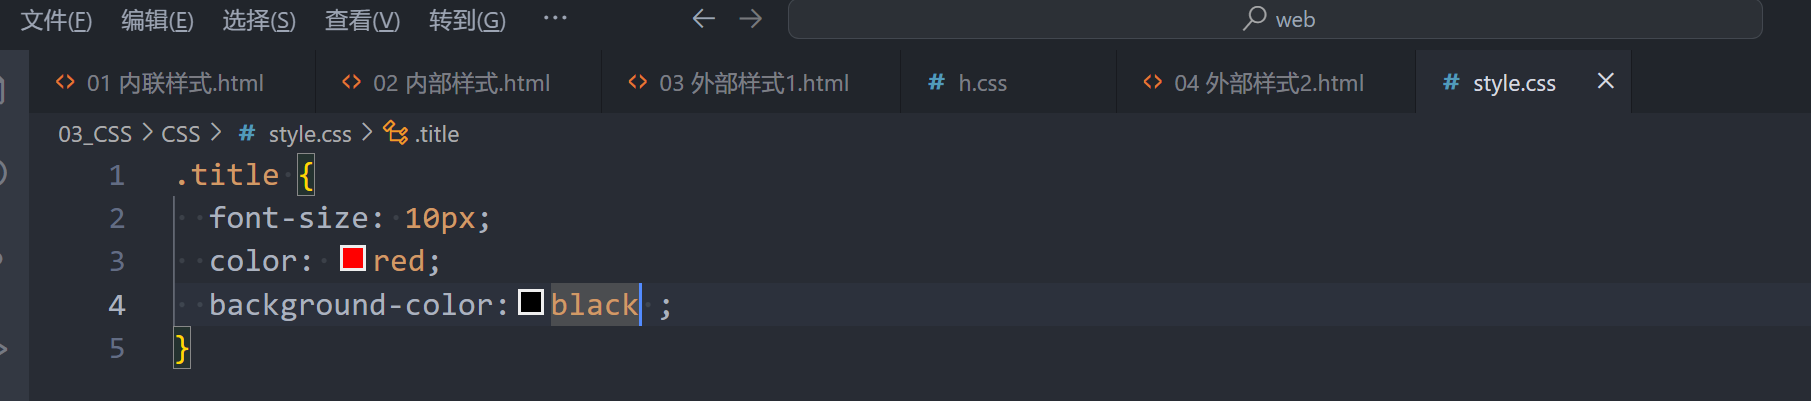 文件(F) 编辑(E) 选择(S) 查看(V) 转到(G) ··· web
01 内联样式.html 02 内部样式.html 03 外部样式1.html # h.css 04 外部样式2.html # style.css
03_CSS > CSS > # style.css > .title
1 .title {
2 font-size: 10px;
3 color: red;
4 background-color:black ;
5 }